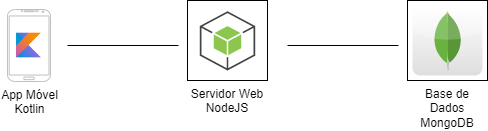 App Móvel
Kotlin
Servidor Web
NodeJS
Base de
Dados
MongoDB